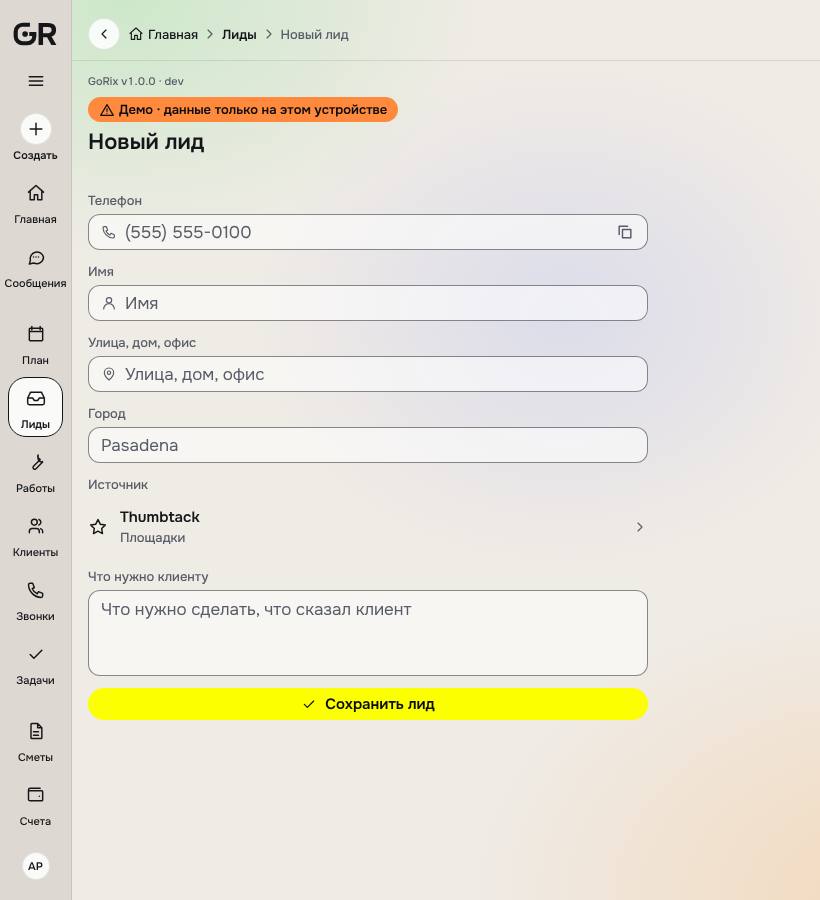 GR
Главная
Лиды
Новый лид
GoRix v1.0.0 · dev
Демо · данные только на этом устройстве
Новый лид
Создать
Главная
Сообщения
План
Лиды
Работы
Клиенты
Звонки
Задачи
Сметы
Счета
AP
Телефон
(555) 555-0100
Имя
Имя
Улица, дом, офис
Улица, дом, офис
Город
Pasadena
Источник
Thumbtack
Площадки
Что нужно клиенту
Что нужно сделать, что сказал клиент
Сохранить лид